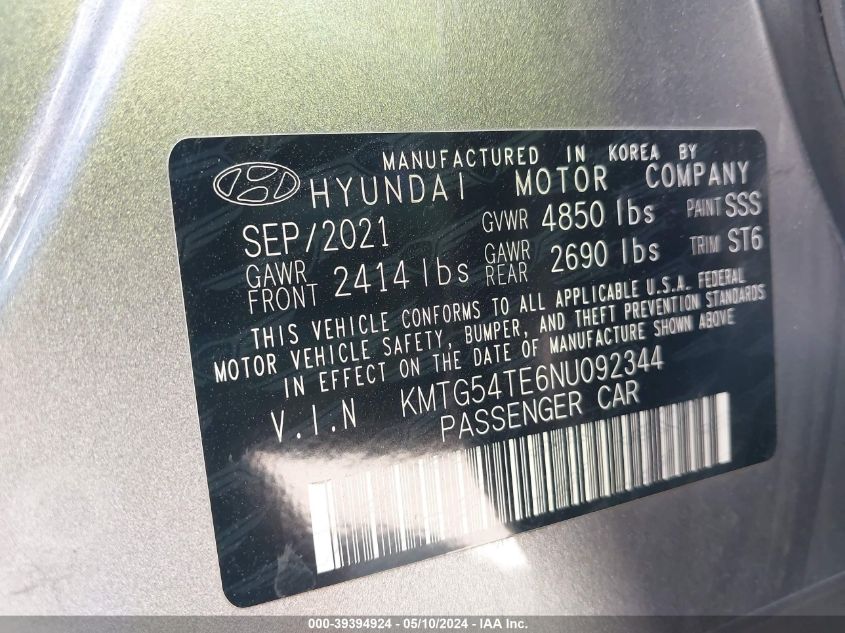 MANUFACTURED IN KOREA BY
HYUNDAI MOTOR COMPANY
SEP/2021 GVWR 4850 lbs PAINT SSS
GAWR FRONT 2414 lbs GAWR REAR 2690 lbs TRIM ST6
THIS VEHICLE CONFORMS TO ALL APPLICABLE U.S.A. FEDERAL
MOTOR VEHICLE SAFETY, BUMPER, AND THEFT PREVENTION STANDARDS
IN EFFECT ON THE DATE OF MANUFACTURE SHOWN ABOVE
V.I.N KMTG54TE6NU092344
PASSENGER CAR
000-39394924 - 05/10/2024 - IAA Inc.